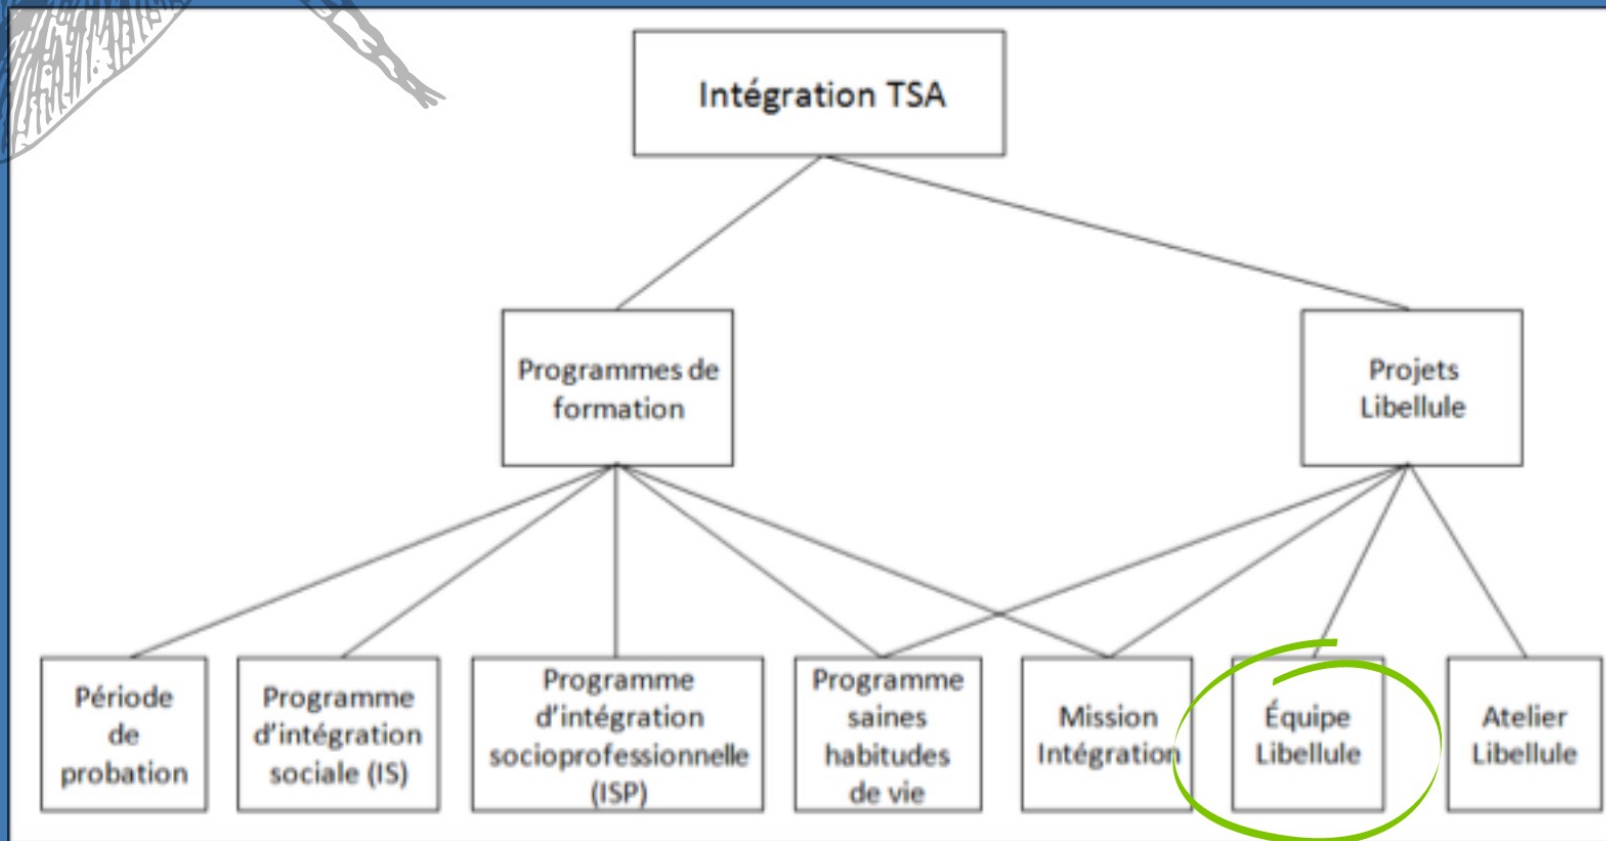 Intégration TSA
Programmes de
formation
Projets
Libellule
Période
de
probation
Programme
d'intégration
sociale (IS)
Programme
d'intégration
socioprofessionnelle
(ISP)
Programme
saines
habitudes
de vie
Mission
Intégration
Équipe
Libellule
Atelier
Libellule